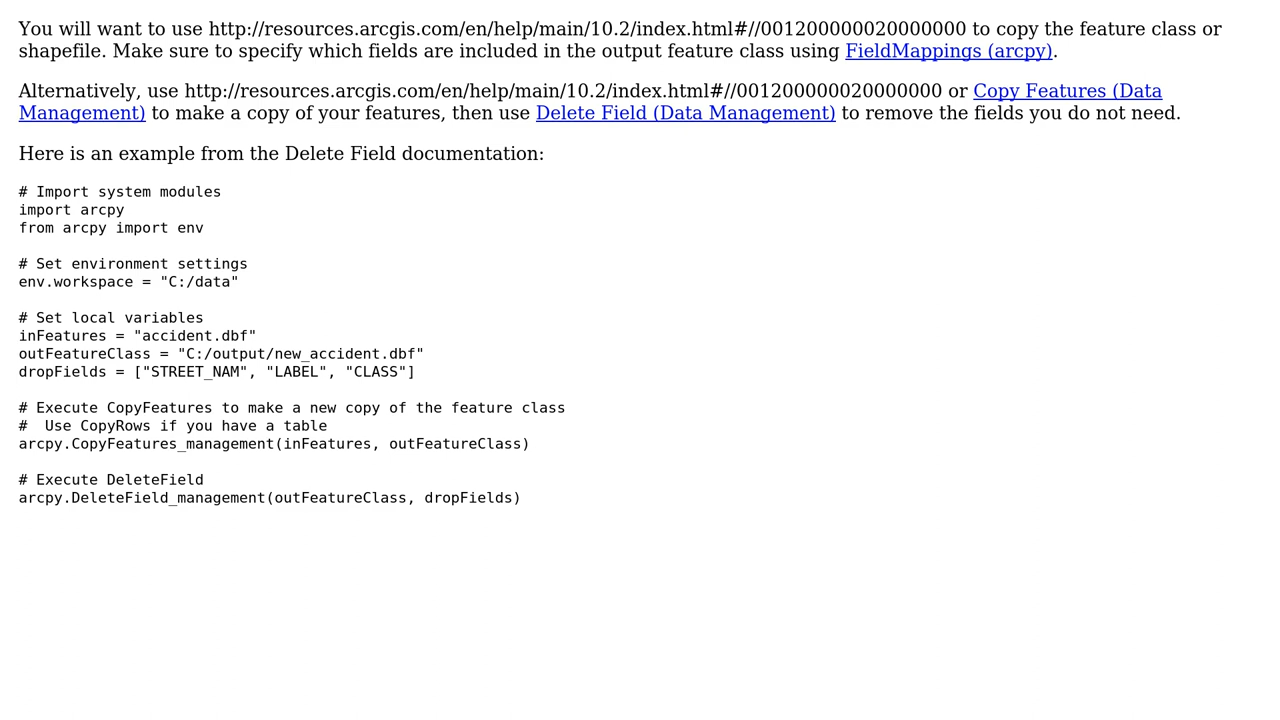 You will want to use http://resources.arcgis.com/en/help/main/10.2/index.html#//001200000020000000 to copy the feature class or
shapefile. Make sure to specify which fields are included in the output feature class using FieldMappings (arcpy).
Alternatively, use http://resources.arcgis.com/en/help/main/10.2/index.html#//001200000020000000 or Copy Features (Data
Management) to make a copy of your features, then use Delete Field (Data Management) to remove the fields you do not need.
Here is an example from the Delete Field documentation:
# Import system modules
import arcpy
from arcpy import env
# Set environment settings
env.workspace = "C:/data"
# Set local variables
inFeatures = "accident.dbf"
outFeatureClass = "C:/output/new_accident.dbf"
dropFields = ["STREET_NAM", "LABEL", "CLASS"]
# Execute CopyFeatures to make a new copy of the feature class
#  Use CopyRows if you have a table
arcpy.CopyFeatures_management(inFeatures, outFeatureClass)
# Execute DeleteField
arcpy.DeleteField_management(outFeatureClass, dropFields)